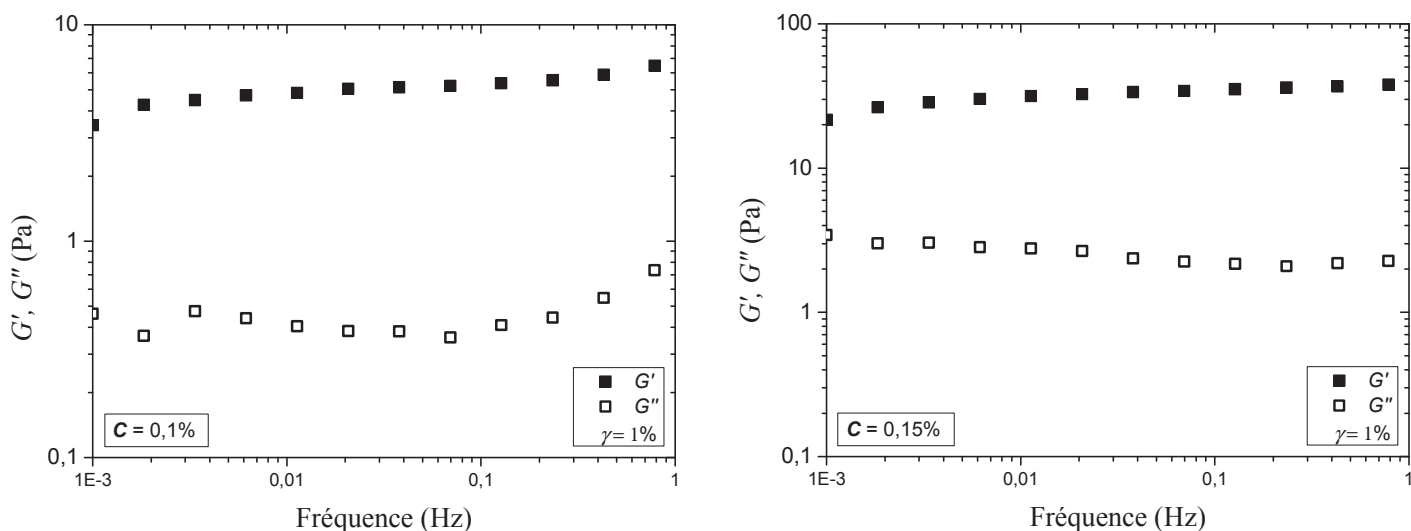 10
1
0,1
G', G'' (Pa)
1E-3 0,01 0,1 1
Fréquence (Hz)
C = 0,1%
G'
G''
γ = 1%
100
10
1
0,1
G', G'' (Pa)
1E-3 0,01 0,1 1
Fréquence (Hz)
C = 0,15%
G'
G''
γ = 1%